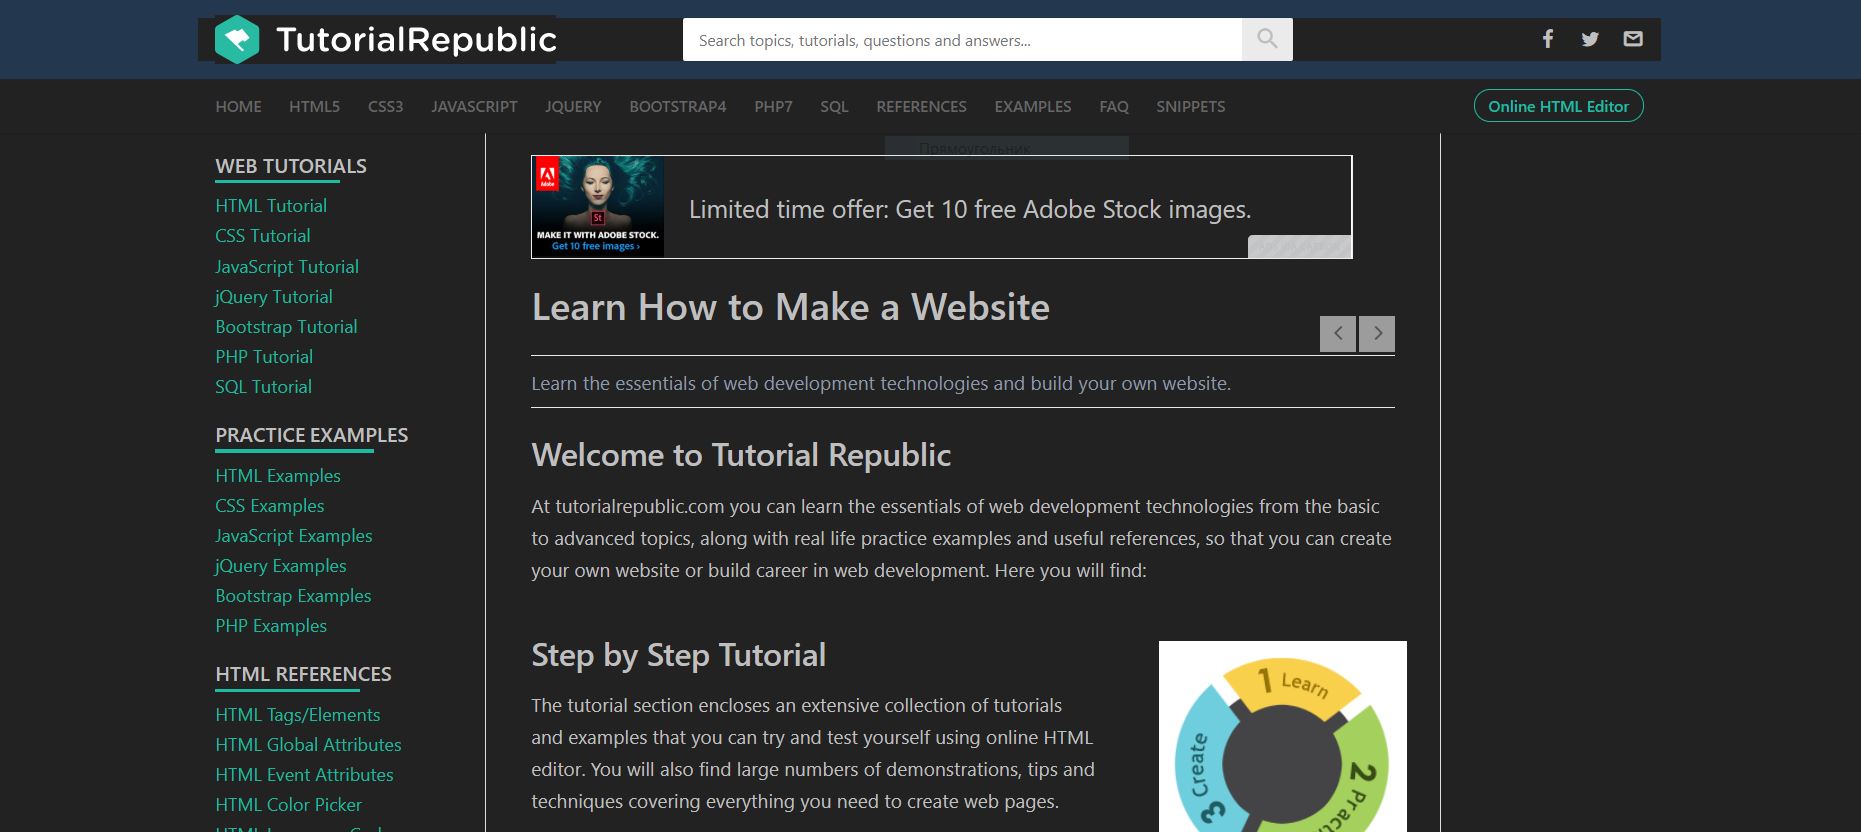 TutorialRepublic
Search topics, tutorials, questions and answers...
HOME HTML5 CSS3 JAVASCRIPT JQUERY BOOTSTRAP4 PHP7 SQL REFERENCES EXAMPLES FAQ SNIPPETS Online HTML Editor
Прямоугольник
WEB TUTORIALS
HTML Tutorial
CSS Tutorial
JavaScript Tutorial
jQuery Tutorial
Bootstrap Tutorial
PHP Tutorial
SQL Tutorial
PRACTICE EXAMPLES
HTML Examples
CSS Examples
JavaScript Examples
jQuery Examples
Bootstrap Examples
PHP Examples
HTML REFERENCES
HTML Tags/Elements
HTML Global Attributes
HTML Event Attributes
HTML Color Picker
Adobe
St
MAKE IT WITH ADOBE STOCK.
Get 10 free images ›
Limited time offer: Get 10 free Adobe Stock images.
Learn How to Make a Website
Learn the essentials of web development technologies and build your own website.
Welcome to Tutorial Republic
At tutorialrepublic.com you can learn the essentials of web development technologies from the basic
to advanced topics, along with real life practice examples and useful references, so that you can create
your own website or build career in web development. Here you will find:
Step by Step Tutorial
The tutorial section encloses an extensive collection of tutorials
and examples that you can try and test yourself using online HTML
editor. You will also find large numbers of demonstrations, tips and
techniques covering everything you need to create web pages.
1 Learn
2 Practi
3 Create